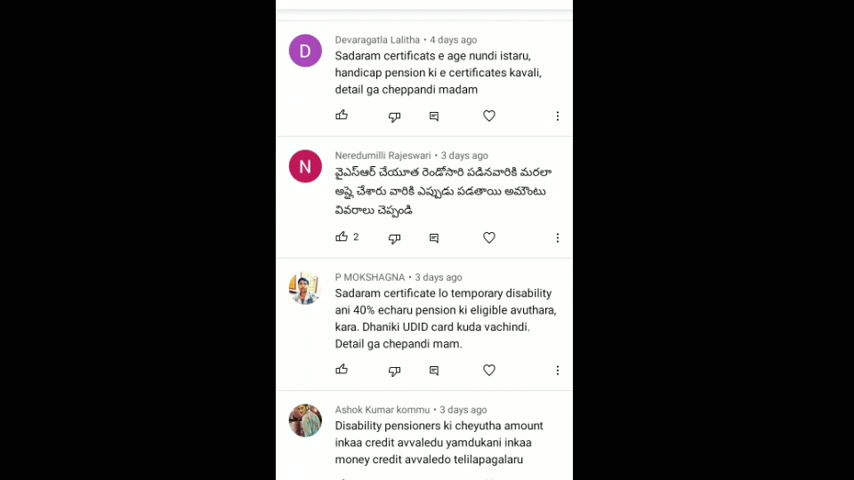 D
Devaragatla Lalitha • 4 days ago
Sadaram certificats e age nundi istaru,
handicap pension ki e certificates kavali,
detail ga cheppandi madam
N
Neredumilli Rajeswari • 3 days ago
వైఎస్ఆర్ చేయూత రెండోసారి పడినవారికి మరలా
అప్లై చేశారు వారికి ఎప్పుడు పడతాయి అమౌంటు
వివరాలు చెప్పండి
2
P MOKSHAGNA • 3 days ago
Sadaram certificate lo temporary disability
ani 40% echaru pension ki eligible avuthara,
kara. Dhaniki UDID card kuda vachindi.
Detail ga chepandi mam.
Ashok Kumar kommu • 3 days ago
Disability pensioners ki cheyutha amount
inkaa credit avvaledu yamdukani inkaa
money credit avvaledo telilapagalaru